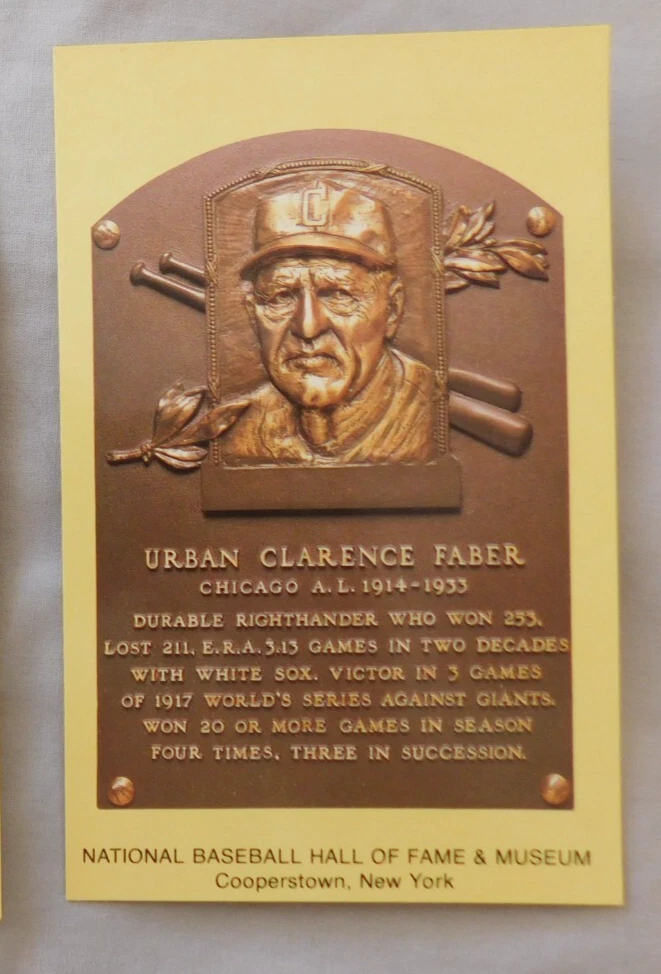 C
URBAN CLARENCE FABER
CHICAGO A.L. 1914-1933
DURABLE RIGHTHANDER WHO WON 253,
LOST 211, E.R.A. 3.13 GAMES IN TWO DECADES
WITH WHITE SOX. VICTOR IN 3 GAMES
OF 1917 WORLD'S SERIES AGAINST GIANTS.
WON 20 OR MORE GAMES IN SEASON
FOUR TIMES, THREE IN SUCCESSION.
NATIONAL BASEBALL HALL OF FAME & MUSEUM
Cooperstown, New York